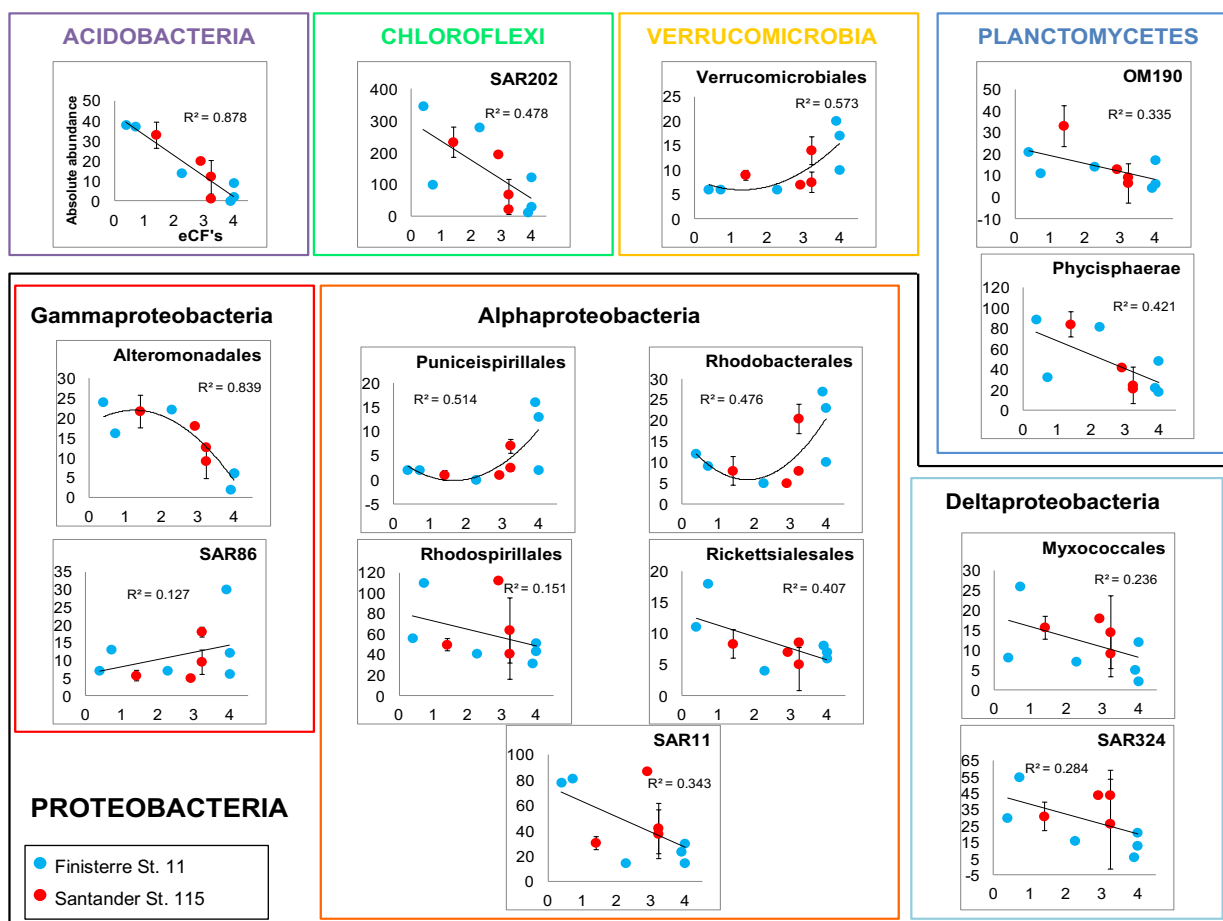 ACIDOBACTERIA
CHLOROFLEXI
VERRUCOMICROBIA
PLANCTOMYCETES
Absolute abundance
50
40
30
20
10
0
R² = 0.878
0 1 2 3 4
eCF's
SAR202
400
300
200
100
0
R² = 0.478
0 1 2 3 4
Verrucomicrobiales
25
20
15
10
5
0
R² = 0.573
0 1 2 3 4
OM190
50
40
30
20
10
0
-10
R² = 0.335
0 1 2 3 4
Phycisphaerae
120
100
80
60
40
20
0
R² = 0.421
0 1 2 3 4
Gammaproteobacteria
Alteromonadales
30
25
20
15
10
5
0
R² = 0.839
0 1 2 3 4
SAR86
35
30
25
20
15
10
5
0
R² = 0.127
0 1 2 3 4
Alphaproteobacteria
Puniceispirillales
20
15
10
5
0
-5
R² = 0.514
0 1 2 3 4
Rhodobacterales
30
25
20
15
10
5
0
R² = 0.476
0 1 2 3 4
Rhodospirillales
120
100
80
60
40
20
0
R² = 0.151
0 1 2 3 4
Rickettsialesales
20
15
10
5
0
R² = 0.407
0 1 2 3 4
SAR11
100
80
60
40
20
0
R² = 0.343
0 1 2 3 4
Deltaproteobacteria
Myxococcales
30
25
20
15
10
5
0
R² = 0.236
0 1 2 3 4
SAR324
65
55
45
35
25
15
5
-5
R² = 0.284
0 1 2 3 4
PROTEOBACTERIA
Finisterre St. 11
Santander St. 115